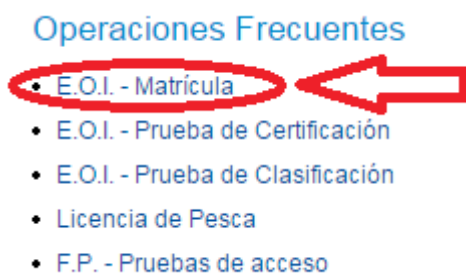 Operaciones Frecuentes
• E.O.I. - Matrícula
• E.O.I. - Prueba de Certificación
• E.O.I. - Prueba de Clasificación
• Licencia de Pesca
• F.P. - Pruebas de acceso